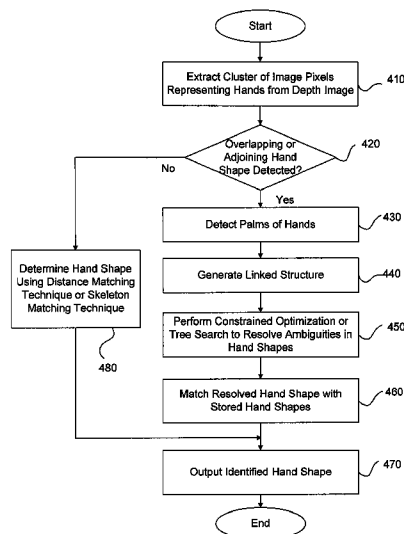 Start
Extract Cluster of Image Pixels
Representing Hands from Depth Image
410
Overlapping or
Adjoining Hand
Shape Detected?
420
No
Yes
Detect Palms of Hands
430
Generate Linked Structure
440
Determine Hand Shape
Using Distance Matching
Technique or Skeleton
Matching Technique
480
Perform Constrained Optimization or
Tree Search to Resolve Ambiguities in
Hand Shapes
450
Match Resolved Hand Shape with
Stored Hand Shapes
460
Output Identified Hand Shape
470
End